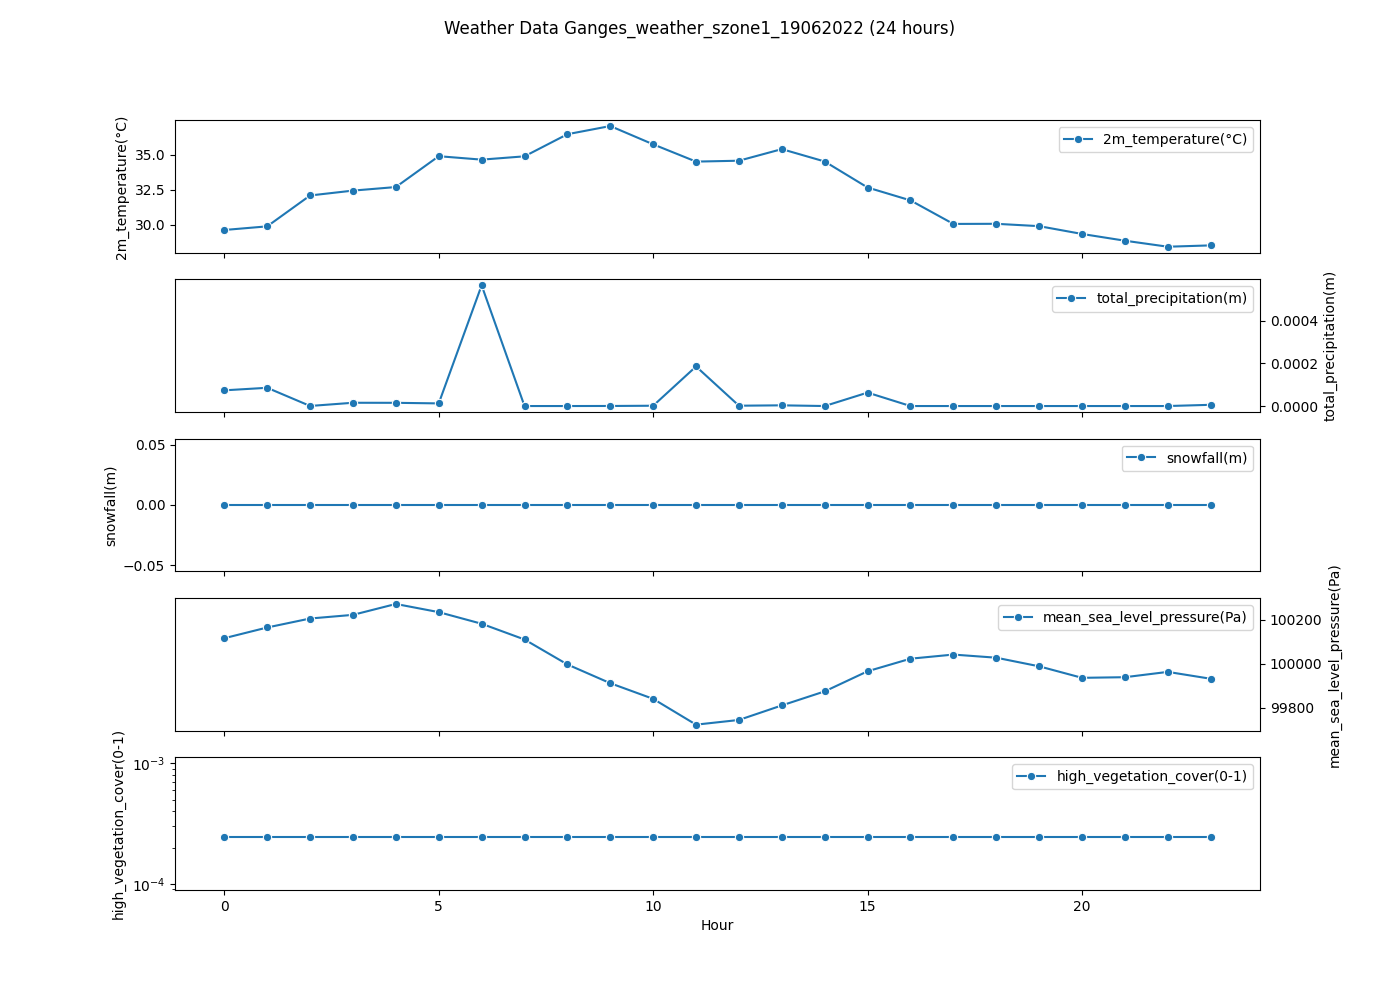 Weather Data Ganges_weather_szone1_19062022 (24 hours)
2m_temperature(°C)
35.0
32.5
30.0
2m_temperature(°C)
total_precipitation(m)
0.0004
0.0002
0.0000
total_precipitation(m)
snowfall(m)
0.05
0.00
−0.05
snowfall(m)
mean_sea_level_pressure(Pa)
100200
100000
99800
mean_sea_level_pressure(Pa)
high_vegetation_cover(0-1)
10⁻³
10⁻⁴
high_vegetation_cover(0-1)
0 5 10 15 20
Hour